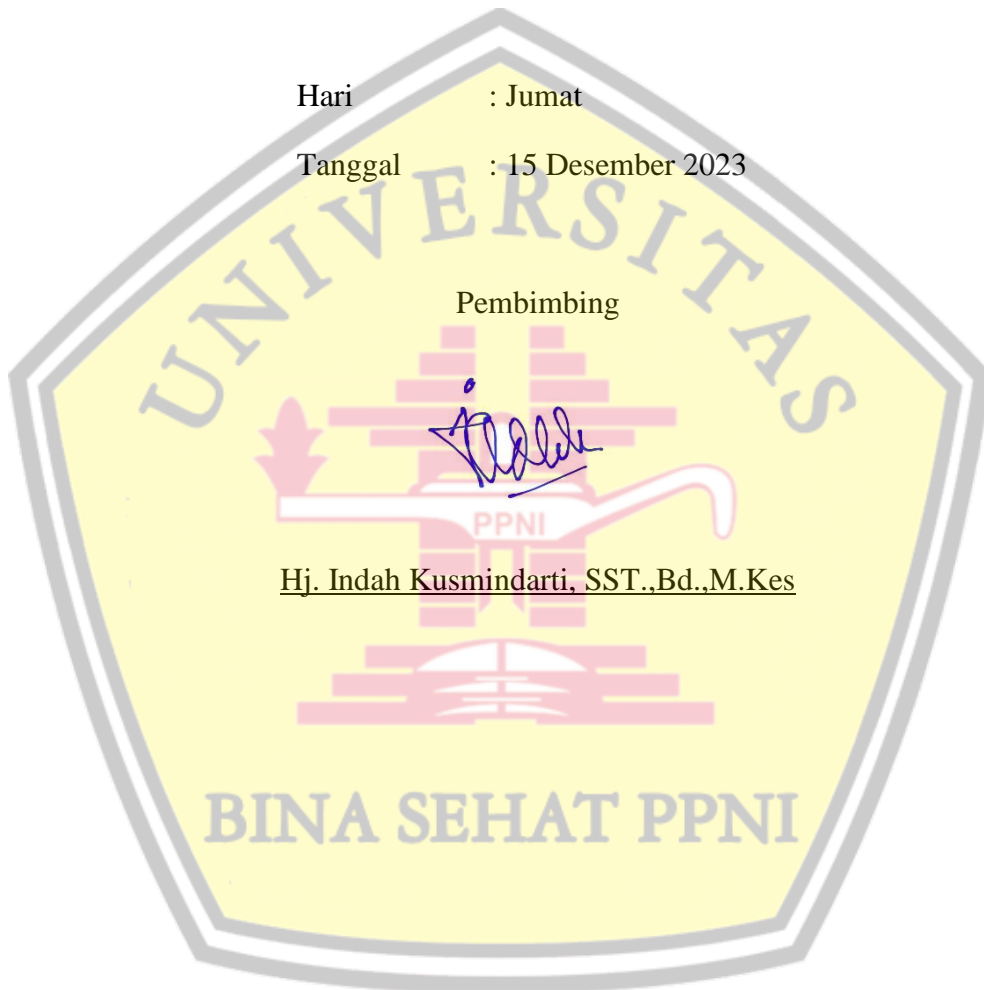 Hari : Jumat
Tanggal : 15 Desember 2023
UNIVERSITAS
Pembimbing
PPNI
Hj. Indah Kusmindarti, SST.,Bd.,M.Kes
BINA SEHAT PPNI